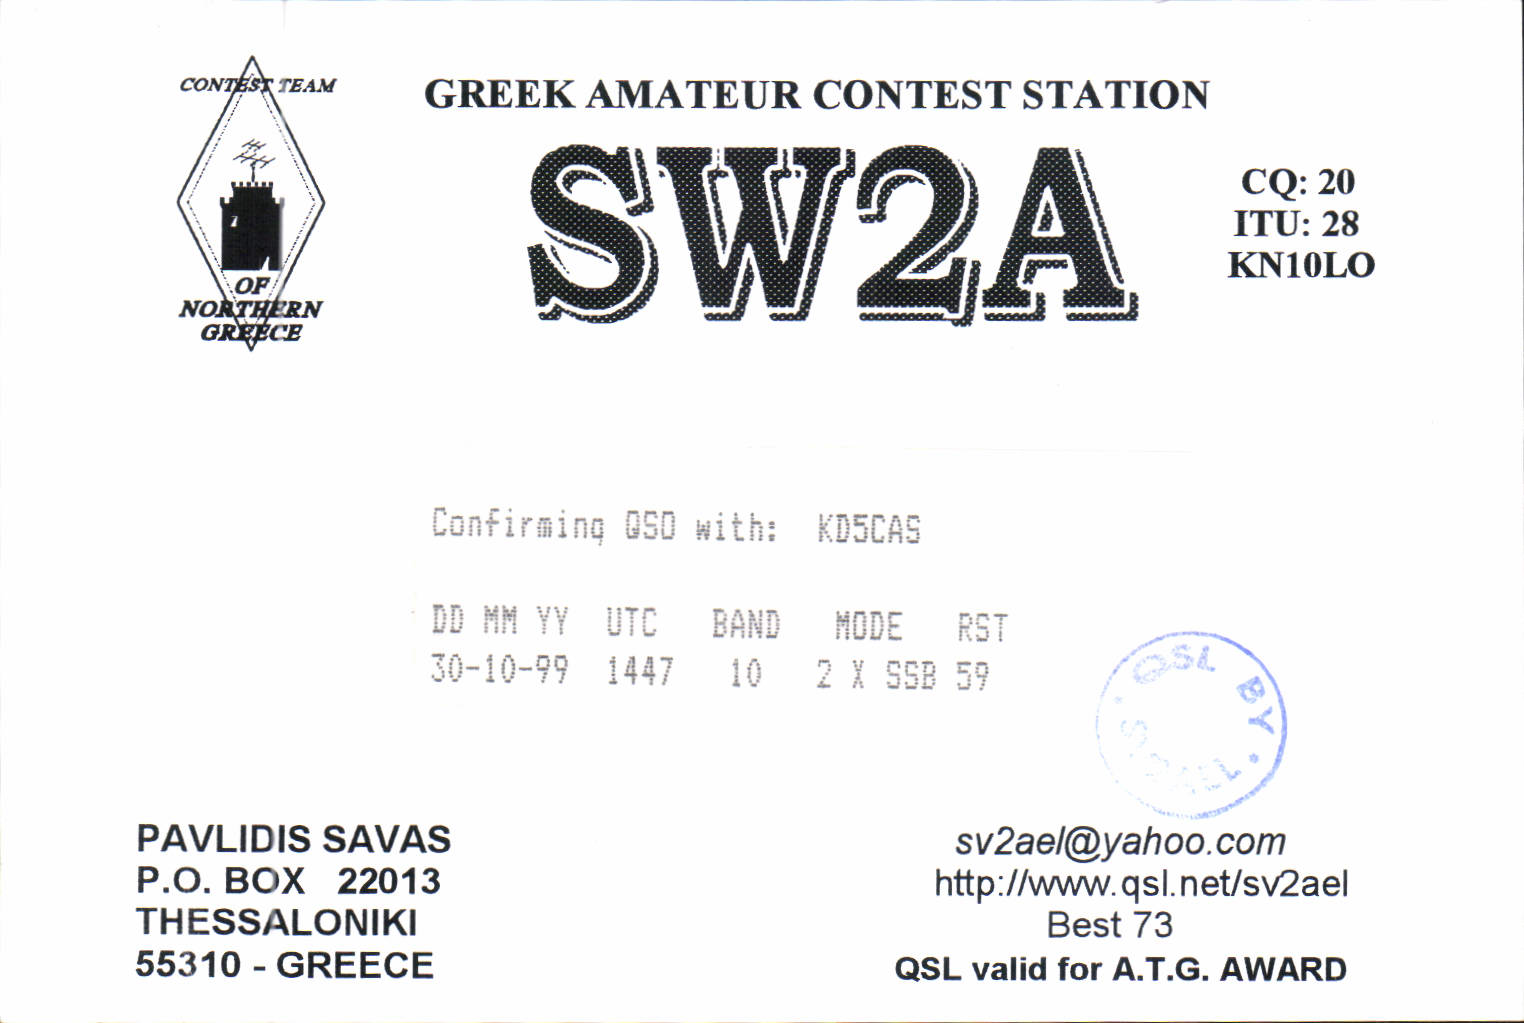 CONTEST TEAM
OF
NORTHERN
GREECE
GREEK AMATEUR CONTEST STATION
SW2A
CQ: 20
ITU: 28
KN10LO
Confirming QSO with: KD5CAS
DD MM YY UTC BAND MODE RST
30-10-99 1447 10 2 X SSB 59
QSL BY
PAVLIDIS SAVAS
P.O. BOX 22013
THESSALONIKI
55310 - GREECE
sv2ael@yahoo.com
http://www.qsl.net/sv2ael
Best 73
QSL valid for A.T.G. AWARD